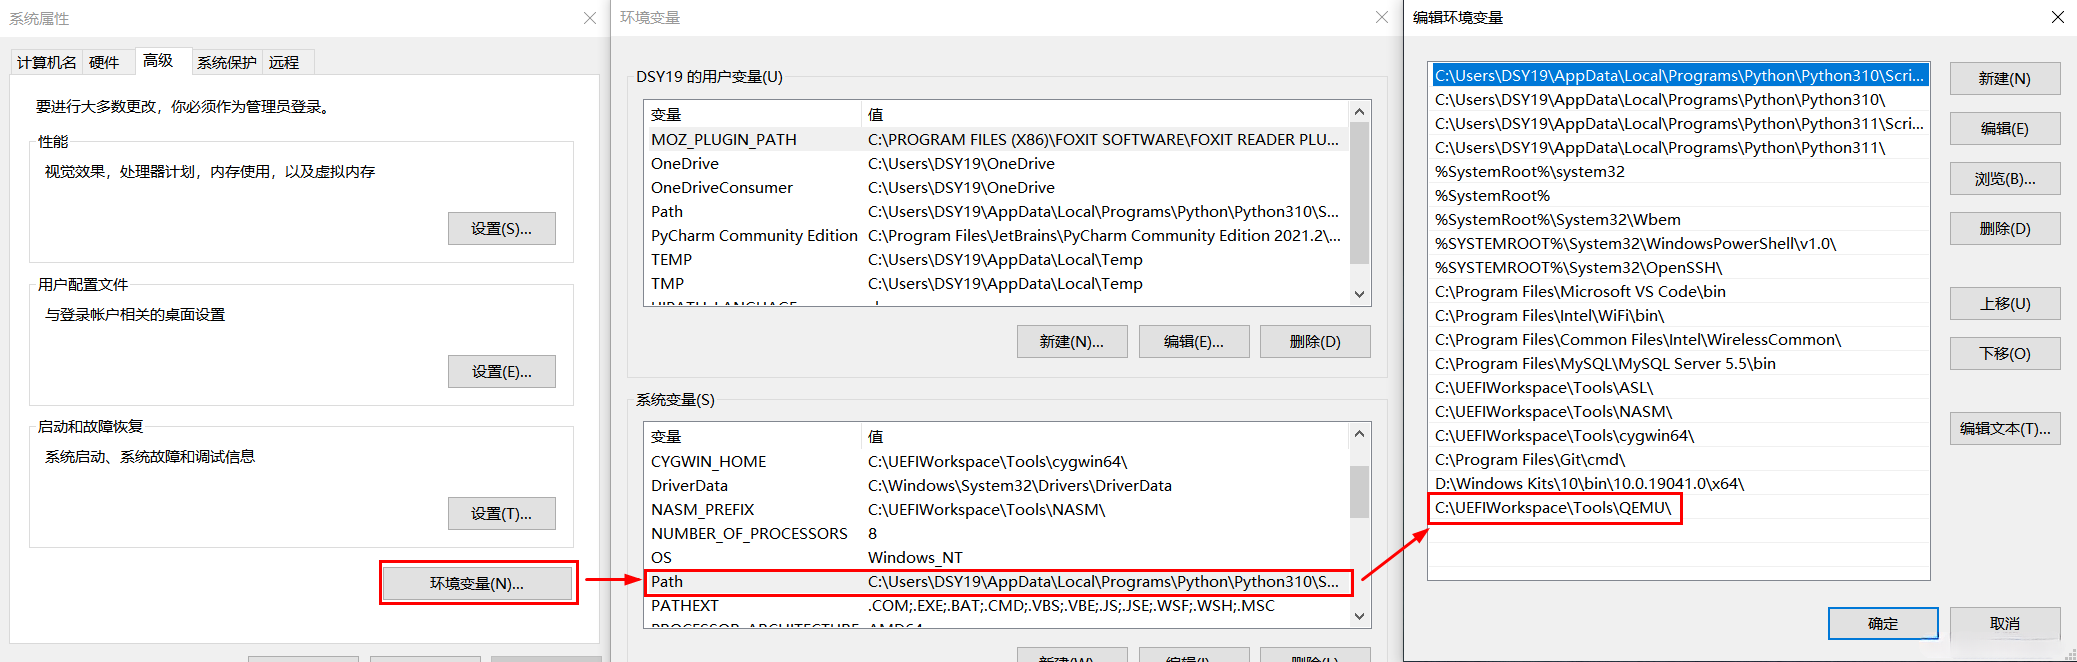 系统属性
计算机名 硬件 高级 系统保护 远程
要进行大多数更改，你必须作为管理员登录。
性能
视觉效果，处理器计划，内存使用，以及虚拟内存
设置(S)...
用户配置文件
与登录帐户相关的桌面设置
设置(E)...
启动和故障恢复
系统启动、系统故障和调试信息
设置(T)...
环境变量(N)...
环境变量
DSY19 的用户变量(U)
变量 值
MOZ_PLUGIN_PATH C:\PROGRAM FILES (X86)\FOXIT SOFTWARE\FOXIT READER PLU...
OneDrive C:\Users\DSY19\OneDrive
OneDriveConsumer C:\Users\DSY19\OneDrive
Path C:\Users\DSY19\AppData\Local\Programs\Python\Python310\S...
PyCharm Community Edition C:\Program Files\JetBrains\PyCharm Community Edition 2021.2\...
TEMP C:\Users\DSY19\AppData\Local\Temp
TMP C:\Users\DSY19\AppData\Local\Temp
新建(N)... 编辑(E)... 删除(D)
系统变量(S)
变量 值
CYGWIN_HOME C:\UEFIWorkspace\Tools\cygwin64\
DriverData C:\Windows\System32\Drivers\DriverData
NASM_PREFIX C:\UEFIWorkspace\Tools\NASM\
NUMBER_OF_PROCESSORS 8
OS Windows_NT
Path C:\Users\DSY19\AppData\Local\Programs\Python\Python310\S...
PATHEXT .COM;.EXE;.BAT;.CMD;.VBS;.VBE;.JS;.JSE;.WSF;.WSH;.MSC
PROCESSOR_ARCHITECTURE AMD64
新建(W)... 编辑(I)... 删除(L)
编辑环境变量
C:\Users\DSY19\AppData\Local\Programs\Python\Python310\Scri...
C:\Users\DSY19\AppData\Local\Programs\Python\Python310\
C:\Users\DSY19\AppData\Local\Programs\Python\Python311\Scri...
C:\Users\DSY19\AppData\Local\Programs\Python\Python311\
%SystemRoot%\system32
%SystemRoot%
%SystemRoot%\System32\Wbem
%SYSTEMROOT%\System32\WindowsPowerShell\v1.0\
%SYSTEMROOT%\System32\OpenSSH\
C:\Program Files\Microsoft VS Code\bin
C:\Program Files\Intel\WiFi\bin\
C:\Program Files\Common Files\Intel\WirelessCommon\
C:\Program Files\MySQL\MySQL Server 5.5\bin
C:\UEFIWorkspace\Tools\ASL\
C:\UEFIWorkspace\Tools\NASM\
C:\UEFIWorkspace\Tools\cygwin64\
C:\Program Files\Git\cmd\
D:\Windows Kits\10\bin\10.0.19041.0\x64\
C:\UEFIWorkspace\Tools\QEMU\
新建(N)
编辑(E)
浏览(B)...
删除(D)
上移(U)
下移(O)
编辑文本(T)...
确定 取消